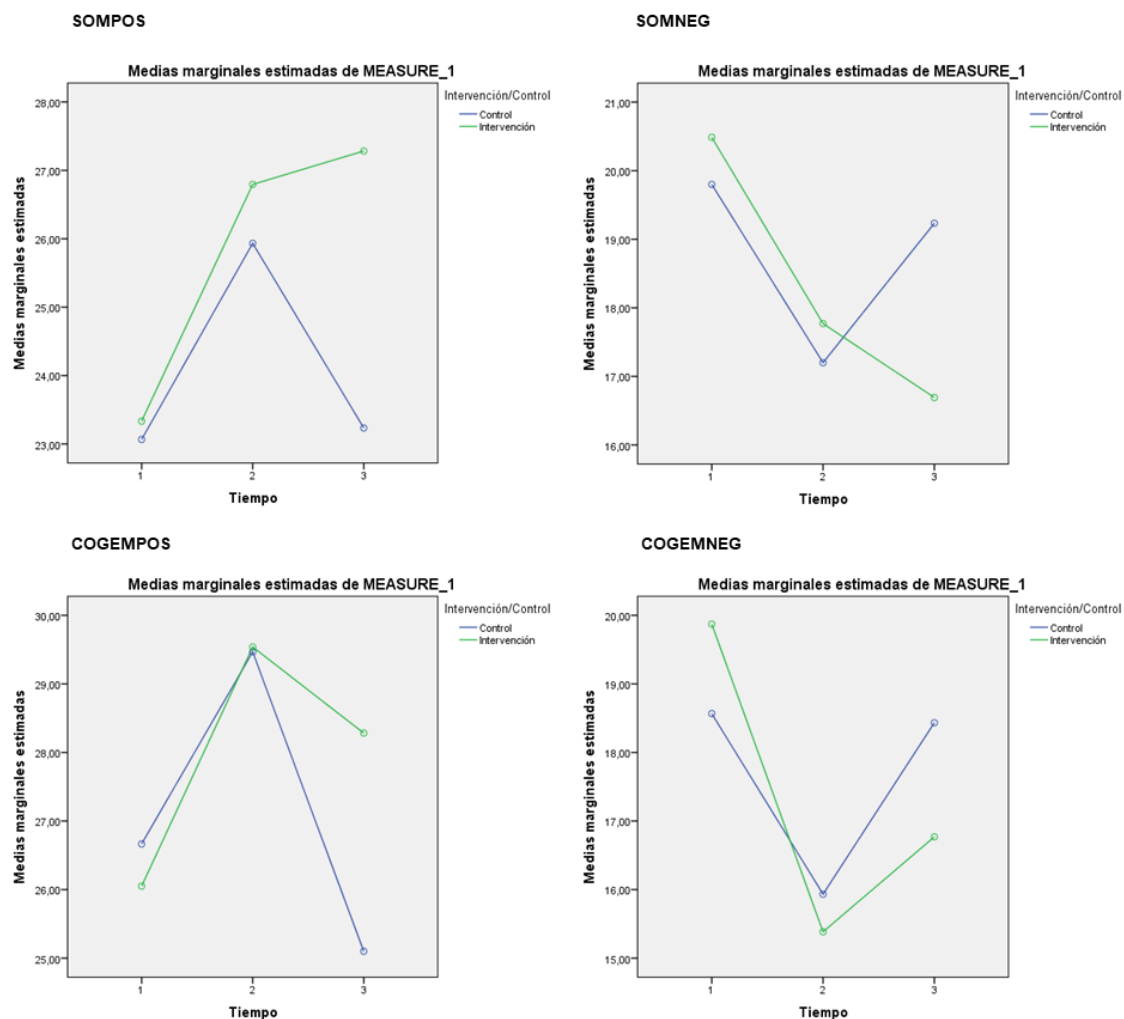 SOMPOS
Medias marginales estimadas de MEASURE_1
Intervención/Control
Control
Intervención
28,00
27,00
26,00
25,00
24,00
23,00
Medias marginales estimadas
1 2 3
Tiempo
SOMNEG
Medias marginales estimadas de MEASURE_1
Intervención/Control
Control
Intervención
21,00
20,00
19,00
18,00
17,00
16,00
Medias marginales estimadas
1 2 3
Tiempo
COGEMPOS
Medias marginales estimadas de MEASURE_1
Intervención/Control
Control
Intervención
30,00
29,00
28,00
27,00
26,00
25,00
Medias marginales estimadas
1 2 3
Tiempo
COGEMNEG
Medias marginales estimadas de MEASURE_1
Intervención/Control
Control
Intervención
20,00
19,00
18,00
17,00
16,00
15,00
Medias marginales estimadas
1 2 3
Tiempo